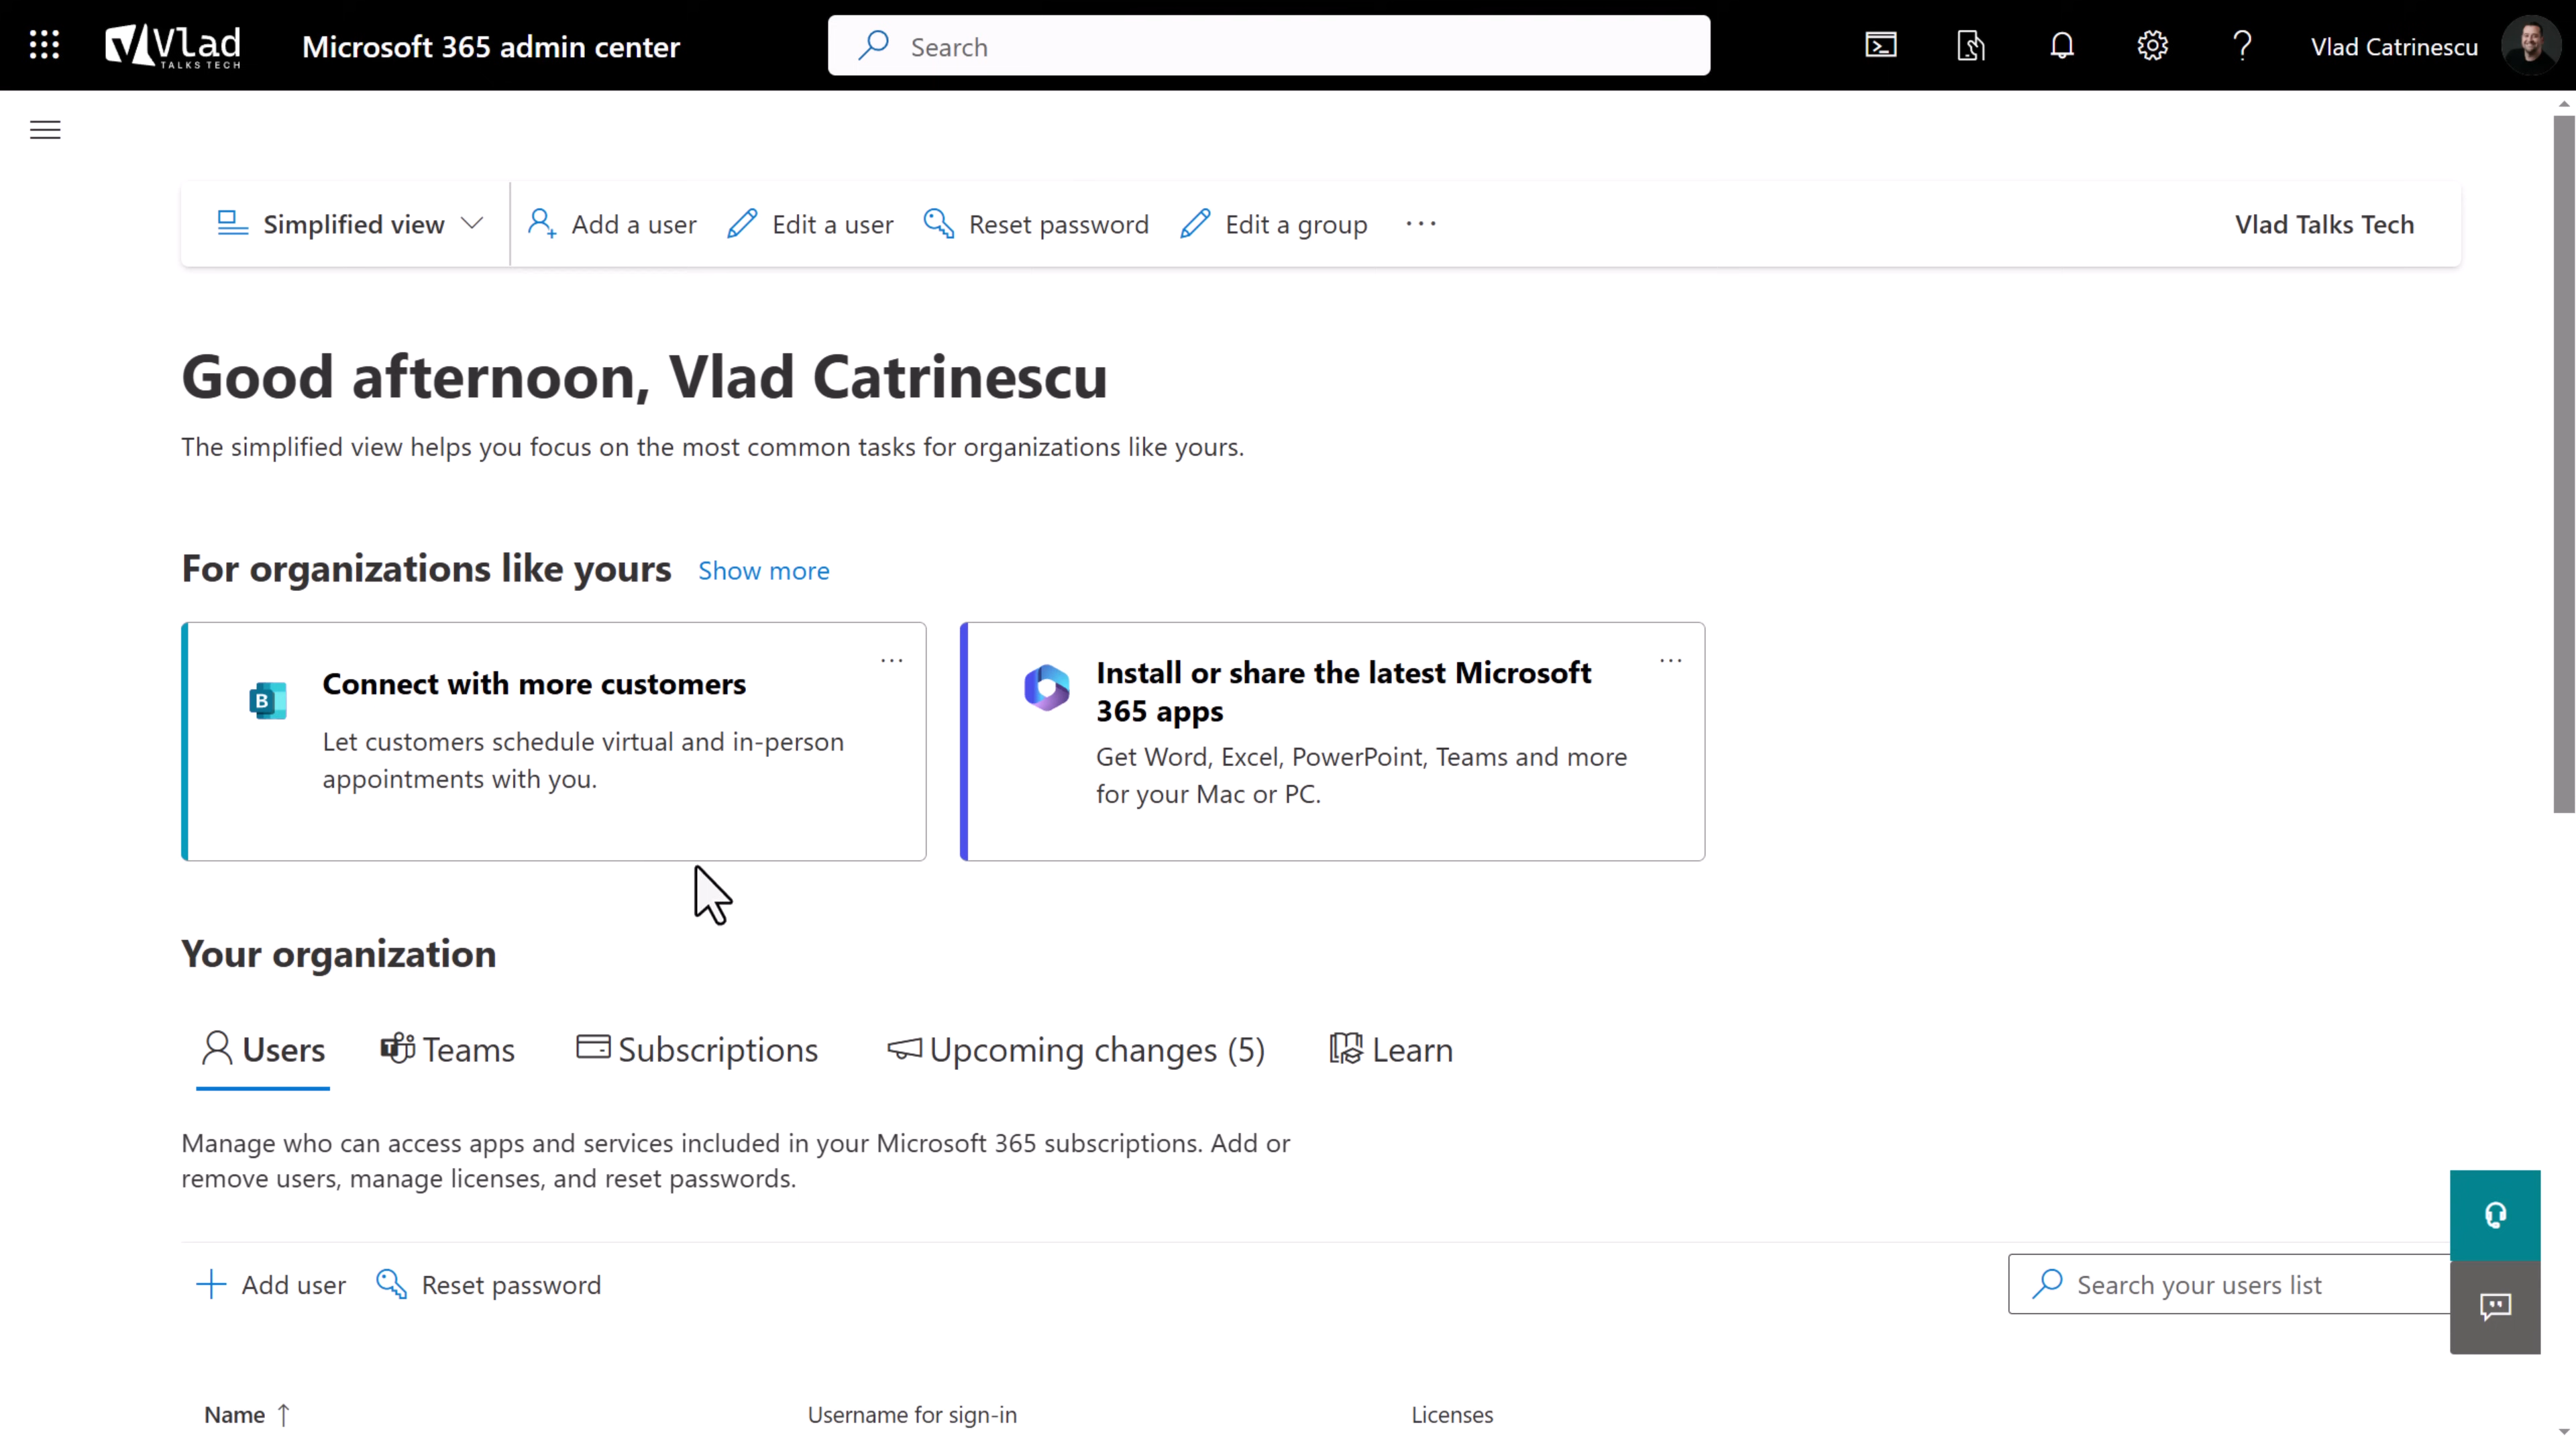 Vlad
TALKS TECH
Microsoft 365 admin center
Search
Vlad Catrinescu
Simplified view
Add a user
Edit a user
Reset password
Edit a group
Vlad Talks Tech
Good afternoon, Vlad Catrinescu
The simplified view helps you focus on the most common tasks for organizations like yours.
For organizations like yours
Show more
Connect with more customers
Let customers schedule virtual and in-person
appointments with you.
Install or share the latest Microsoft
365 apps
Get Word, Excel, PowerPoint, Teams and more
for your Mac or PC.
Your organization
Users
Teams
Subscriptions
Upcoming changes (5)
Learn
Manage who can access apps and services included in your Microsoft 365 subscriptions. Add or
remove users, manage licenses, and reset passwords.
Add user
Reset password
Search your users list
Name ↑
Username for sign-in
Licenses